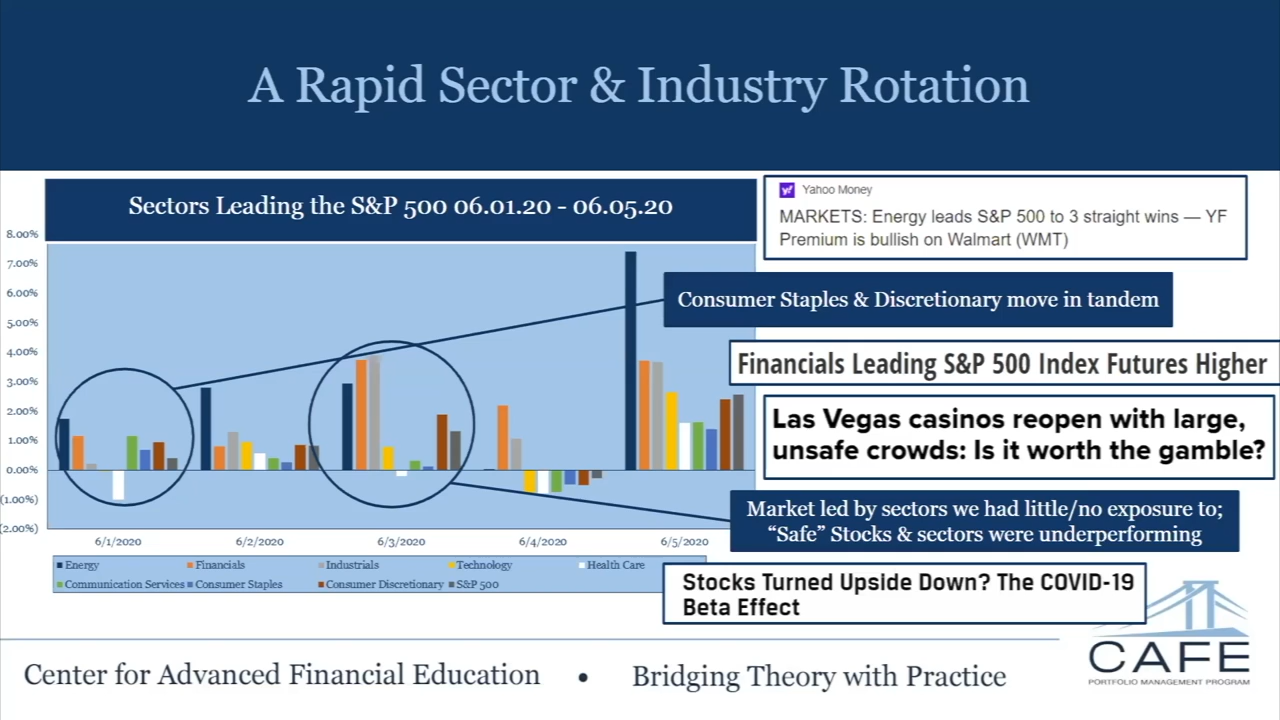 A Rapid Sector & Industry Rotation
Sectors Leading the S&P 500 06.01.20 - 06.05.20
8.00%
7.00%
6.00%
5.00%
4.00%
3.00%
2.00%
1.00%
0.00%
(1.00%)
(2.00%)
6/1/2020
6/2/2020
6/3/2020
6/4/2020
6/5/2020
Energy
Financials
Industrials
Technology
Health Care
Communication Services
Consumer Staples
Consumer Discretionary
S&P 500
Yahoo Money
MARKETS: Energy leads S&P 500 to 3 straight wins — YF
Premium is bullish on Walmart (WMT)
Consumer Staples & Discretionary move in tandem
Financials Leading S&P 500 Index Futures Higher
Las Vegas casinos reopen with large,
unsafe crowds: Is it worth the gamble?
Market led by sectors we had little/no exposure to;
“Safe” Stocks & sectors were underperforming
Stocks Turned Upside Down? The COVID-19
Beta Effect
CAFE
PORTFOLIO MANAGEMENT PROGRAM
Center for Advanced Financial Education • Bridging Theory with Practice